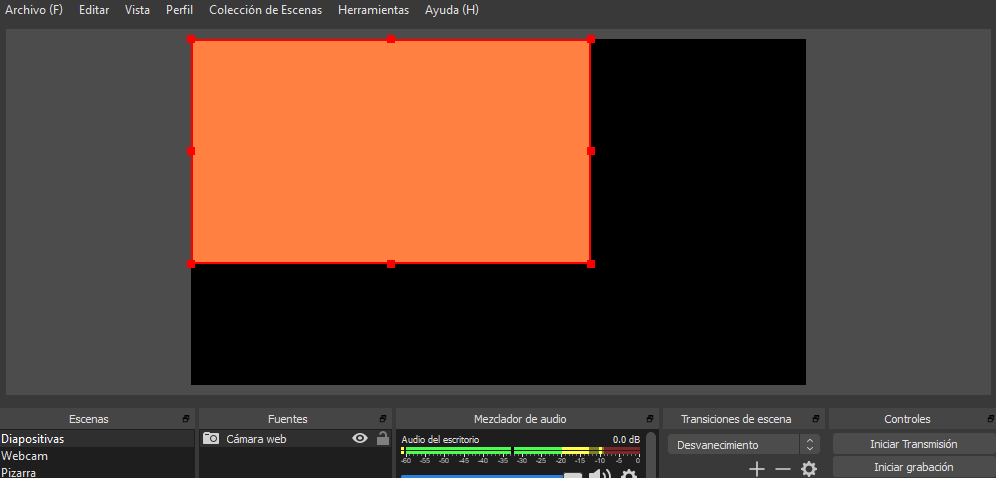 Archivo (F) Editar Vista Perfil Colección de Escenas Herramientas Ayuda (H)
Escenas
Diapositivas
Webcam
Pizarra
Fuentes
Cámara web
Mezclador de audio
Audio del escritorio 0.0 dB
-60 -55 -50 -45 -40 -35 -30 -25 -20 -15 -10 -5 0
Transiciones de escena
Desvanecimiento
Controles
Iniciar Transmisión
Iniciar grabación